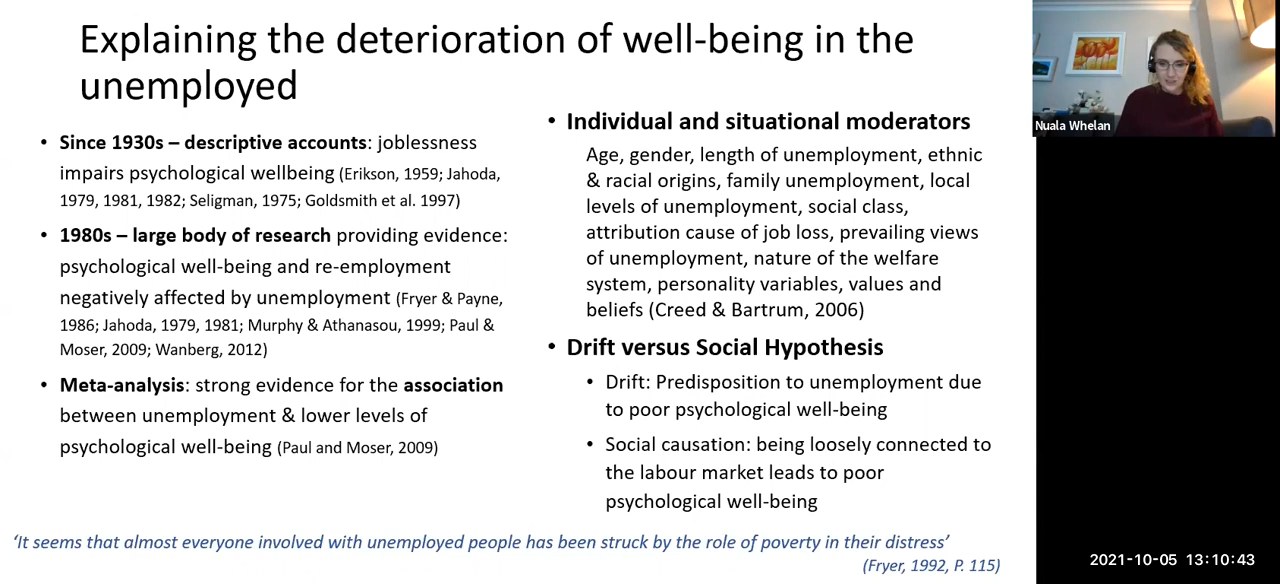 Explaining the deterioration of well-being in the
unemployed
• Since 1930s – descriptive accounts: joblessness
impairs psychological wellbeing (Erikson, 1959; Jahoda,
1979, 1981, 1982; Seligman, 1975; Goldsmith et al. 1997)
• 1980s – large body of research providing evidence:
psychological well-being and re-employment
negatively affected by unemployment (Fryer & Payne,
1986; Jahoda, 1979, 1981; Murphy & Athanasou, 1999; Paul &
Moser, 2009; Wanberg, 2012)
• Meta-analysis: strong evidence for the association
between unemployment & lower levels of
psychological well-being (Paul and Moser, 2009)
• Individual and situational moderators
Age, gender, length of unemployment, ethnic
& racial origins, family unemployment, local
levels of unemployment, social class,
attribution cause of job loss, prevailing views
of unemployment, nature of the welfare
system, personality variables, values and
beliefs (Creed & Bartrum, 2006)
• Drift versus Social Hypothesis
• Drift: Predisposition to unemployment due
to poor psychological well-being
• Social causation: being loosely connected to
the labour market leads to poor
psychological well-being
‘It seems that almost everyone involved with unemployed people has been struck by the role of poverty in their distress’
(Fryer, 1992, P. 115)
Nuala Whelan
2021-10-05 13:10:43